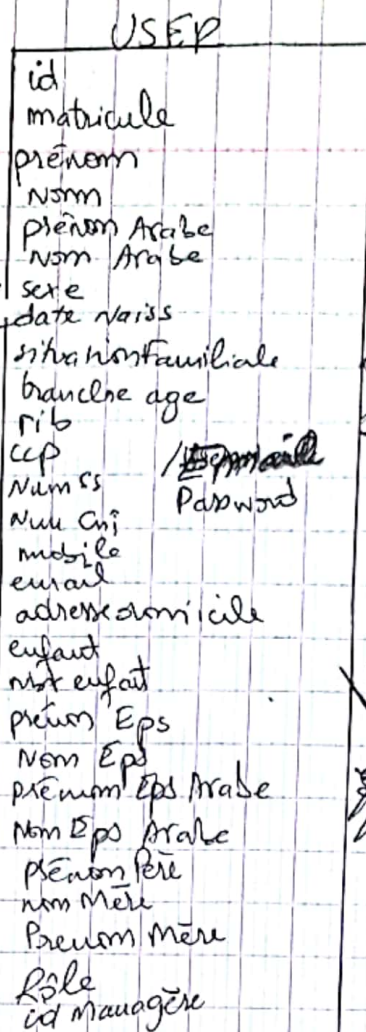 USER
id
matricule
prénom
Nom
prénom Arabe
Nom Arabe
sexe
date Naiss
situationFamiliale
tranche age
rib
ccp
Num SS
Password
Num Cni
mobile
email
adresse domicile
enfant
nbr enfant
prénom Eps
Nom Eps
prénom Eps Arabe
Nom Eps Arabe
prénom Père
nom Mère
Prenom Mère
Rôle
id Managère